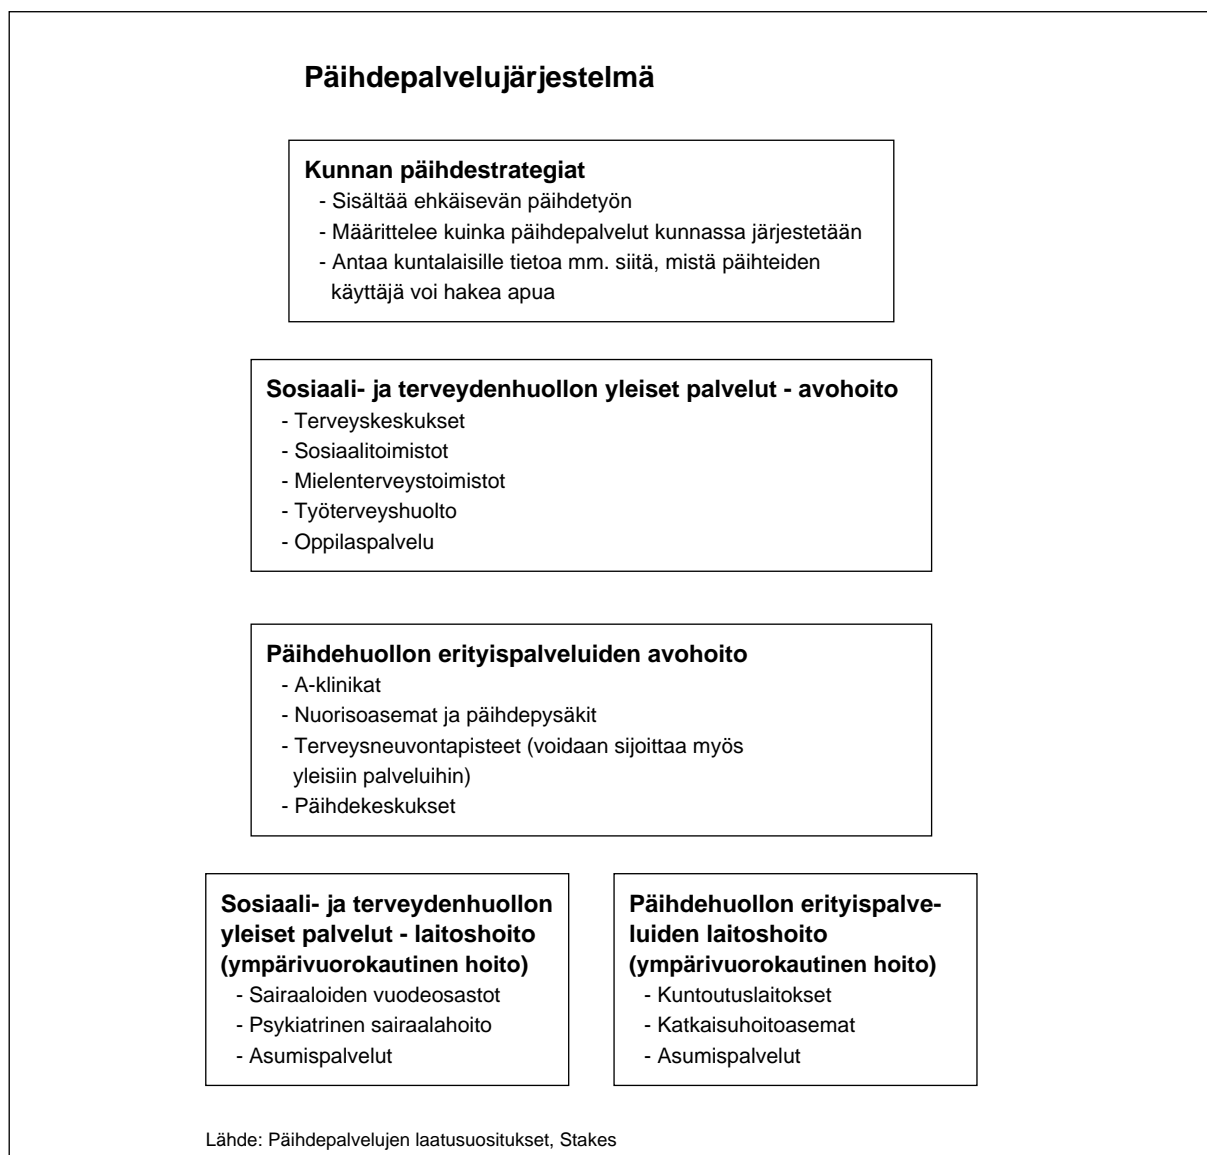 Päihdepalvelujärjestelmä
Kunnan päihdestrategiat
- Sisältää ehkäisevän päihdetyön
- Määrittelee kuinka päihdepalvelut kunnassa järjestetään
- Antaa kuntalaisille tietoa mm. siitä, mistä päihteiden
käyttäjä voi hakea apua
Sosiaali- ja terveydenhuollon yleiset palvelut - avohoito
- Terveyskeskukset
- Sosiaalitoimistot
- Mielenterveystoimistot
- Työterveyshuolto
- Oppilaspalvelu
Päihdehuollon erityispalveluiden avohoito
- A-klinikat
- Nuorisoasemat ja päihdepysäkit
- Terveysneuvontapisteet (voidaan sijoittaa myös
yleisiin palveluihin)
- Päihdekeskukset
Sosiaali- ja terveydenhuollon
yleiset palvelut - laitoshoito
(ympärivuorokautinen hoito)
- Sairaaloiden vuodeosastot
- Psykiatrinen sairaalahoito
- Asumispalvelut
Päihdehuollon erityispalve-
luiden laitoshoito
(ympärivuorokautinen hoito)
- Kuntoutuslaitokset
- Katkaisuhoitoasemat
- Asumispalvelut
Lähde: Päihdepalvelujen laatusuositukset, Stakes